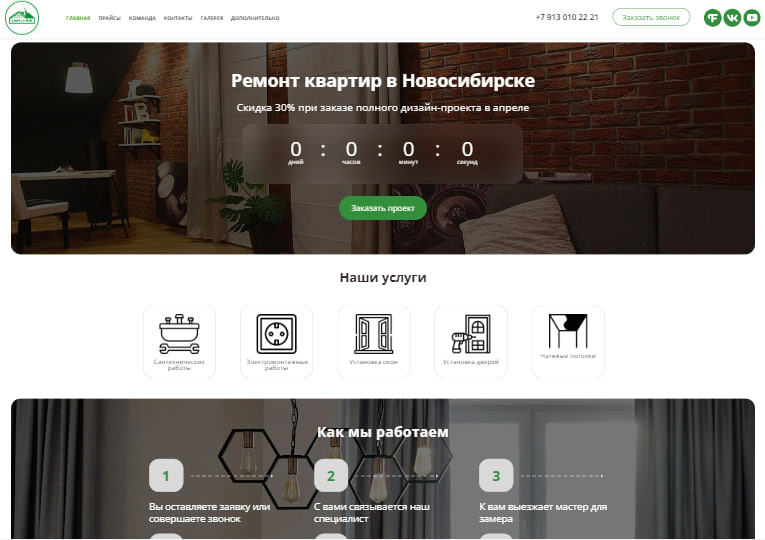 ГЛАВНАЯ ПРАЙСЫ КОМАНДА КОНТАКТЫ ГАЛЕРЕЯ ДОПОЛНИТЕЛЬНО
+7 913 010 22 21
Заказать звонок
Ремонт квартир в Новосибирске
Скидка 30% при заказе полного дизайн-проекта в апреле
0 : 0 : 0 : 0
дней часов минут секунд
Заказать проект
Наши услуги
Сантехнические
работы
Электромонтажные
работы
Установка окон
Установка дверей
Натяжые потолки
Как мы работаем
1
Вы оставляете заявку или
совершаете звонок
2
С вами связывается наш
специалист
3
К вам выезжает мастер для
замера